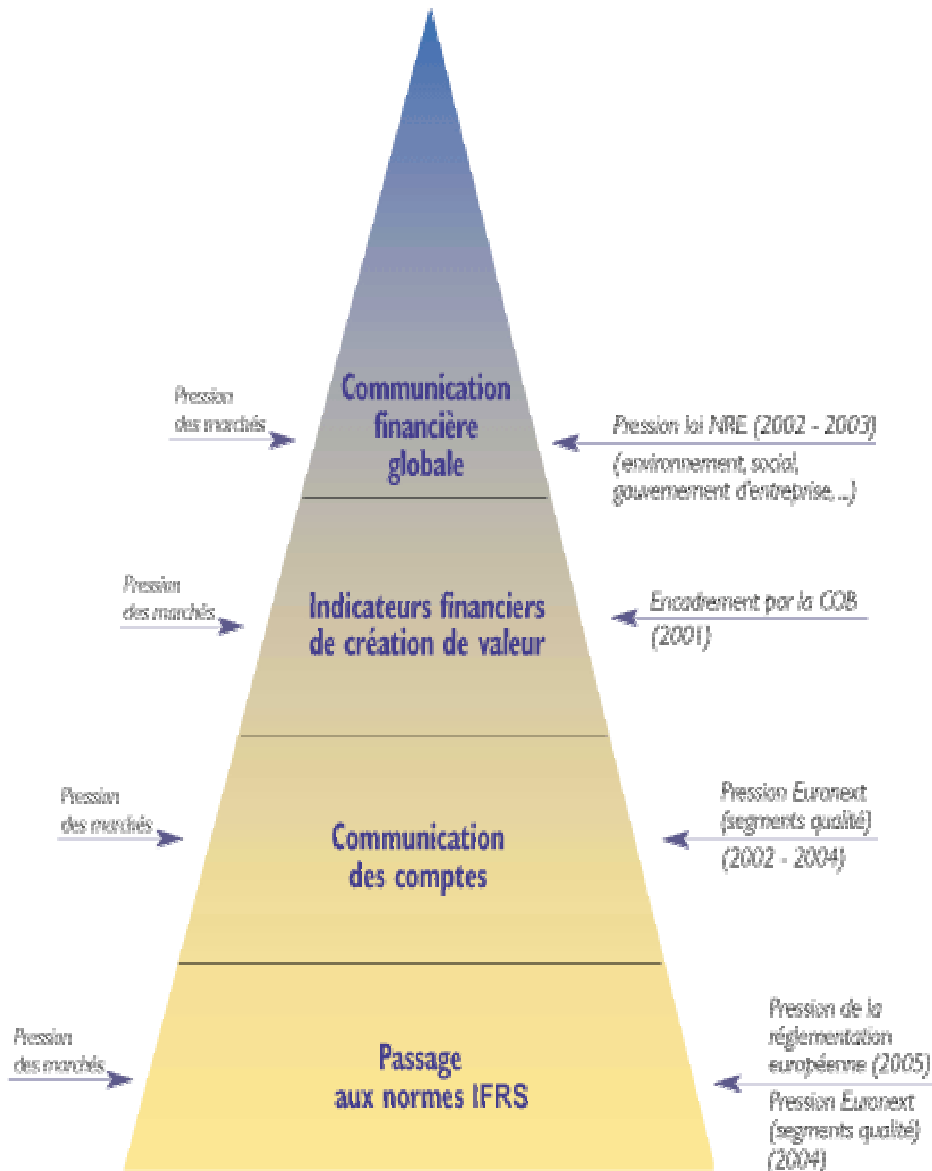 Communication
financière
globale
Pression
des marchés
Pression loi NRE (2002 - 2003)
(environnement, social,
gouvernement d'entreprise, ...)
Indicateurs financiers
de création de valeur
Pression
des marchés
Encadrement par la COB
(2001)
Communication
des comptes
Pression
des marchés
Pression Euronext
(segments qualité)
(2002 - 2004)
Passage
aux normes IFRS
Pression
des marchés
Pression de la
réglementation
européenne (2005)
Pression Euronext
(segments qualité)
(2004)